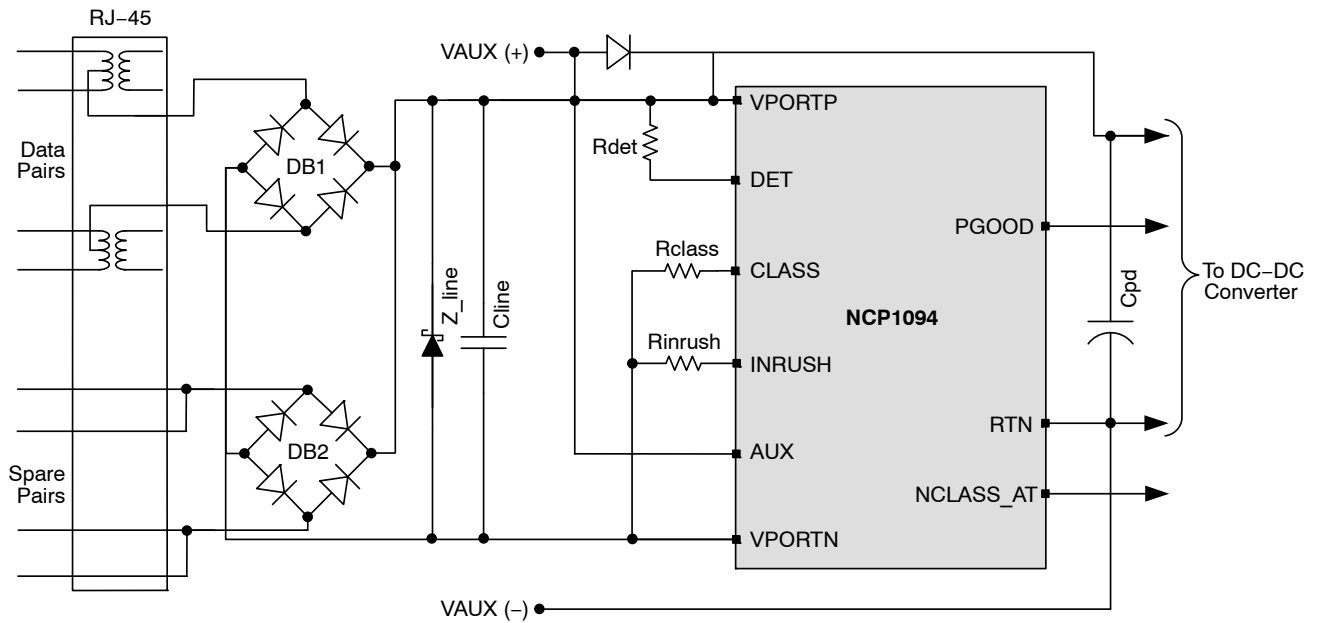 RJ−45
VAUX (+)
VPORTP
Data
Pairs
DB1
Rdet
DET
PGOOD
Rclass
CLASS
To DC−DC
Converter
Z_line
Cline
Cpd
NCP1094
Rinrush
INRUSH
RTN
DB2
AUX
Spare
Pairs
NCLASS_AT
VPORTN
VAUX (−)